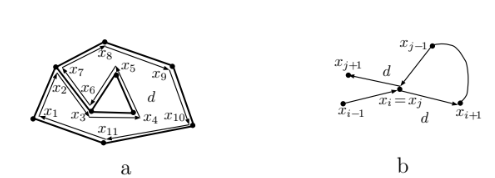 x₈
x₇
x₅
x₉
x₂
x₆
d
x₁
x₃
x₄
x₁₀
x₁₁
a
xⱼ₋₁
xⱼ₊₁
d
xᵢ = xⱼ
xᵢ₋₁
d
xᵢ₊₁
b